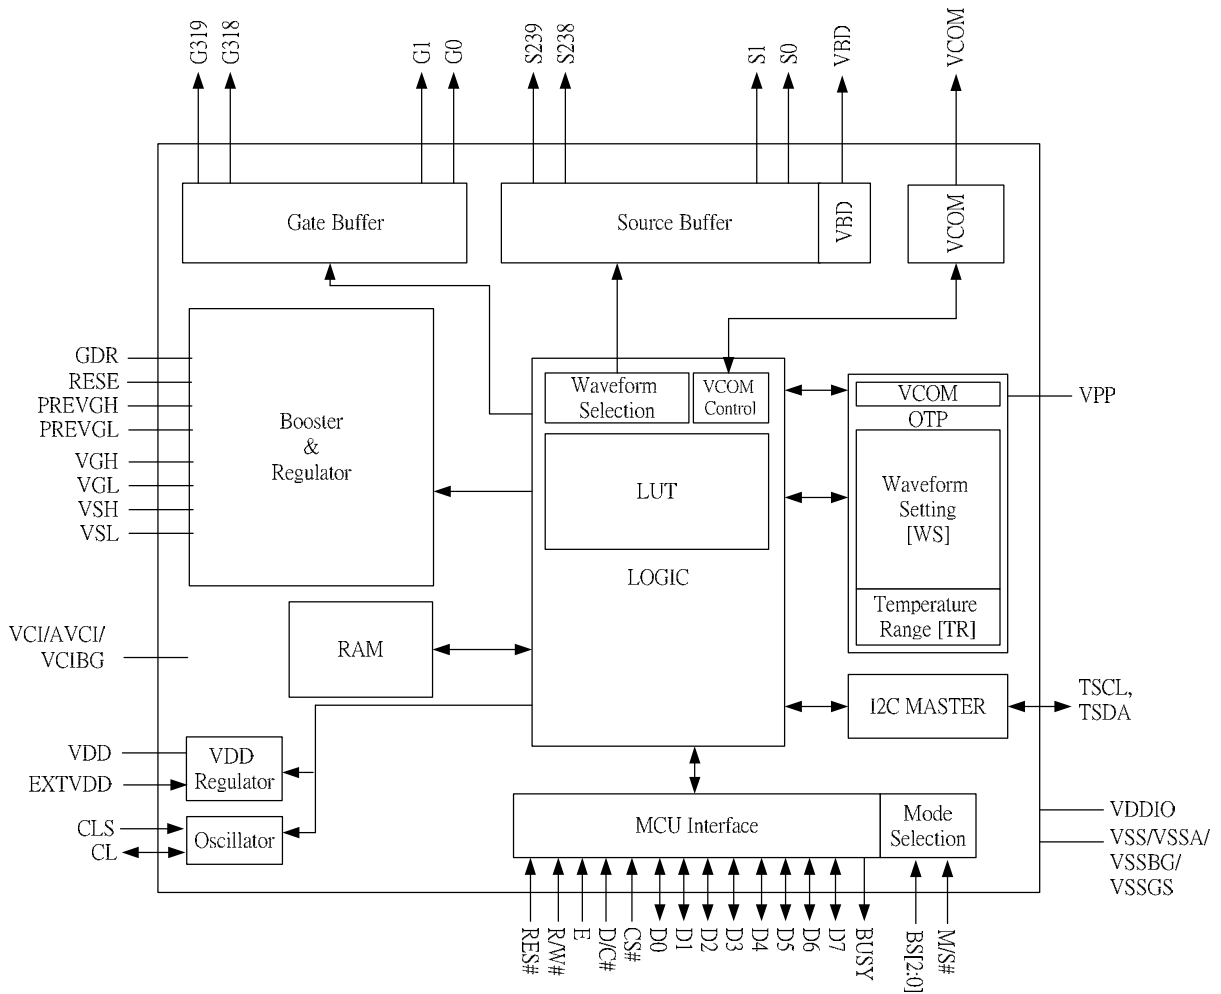 G319
G318
G1
G0
S239
S238
S1
S0
VBD
VCOM
Gate Buffer
Source Buffer
VBD
VCOM
GDR
RESE
PREVGH
PREVGL
VGH
VGL
VSH
VSL
Booster
&
Regulator
Waveform
Selection
VCOM
Control
LUT
LOGIC
VCOM
OTP
Waveform
Setting
[WS]
Temperature
Range [TR]
VPP
VCI/AVCI/
VCIBG
RAM
I2C MASTER
TSCL,
TSDA
VDD
EXTVDD
VDD
Regulator
CLS
CL
Oscillator
MCU Interface
Mode
Selection
VDDIO
VSS/VSSA/
VSSBG/
VSSGS
RES#
R/W#
E
D/C#
CS#
D0
D1
D2
D3
D4
D5
D6
D7
BUSY
BS[2:0]
M/S#